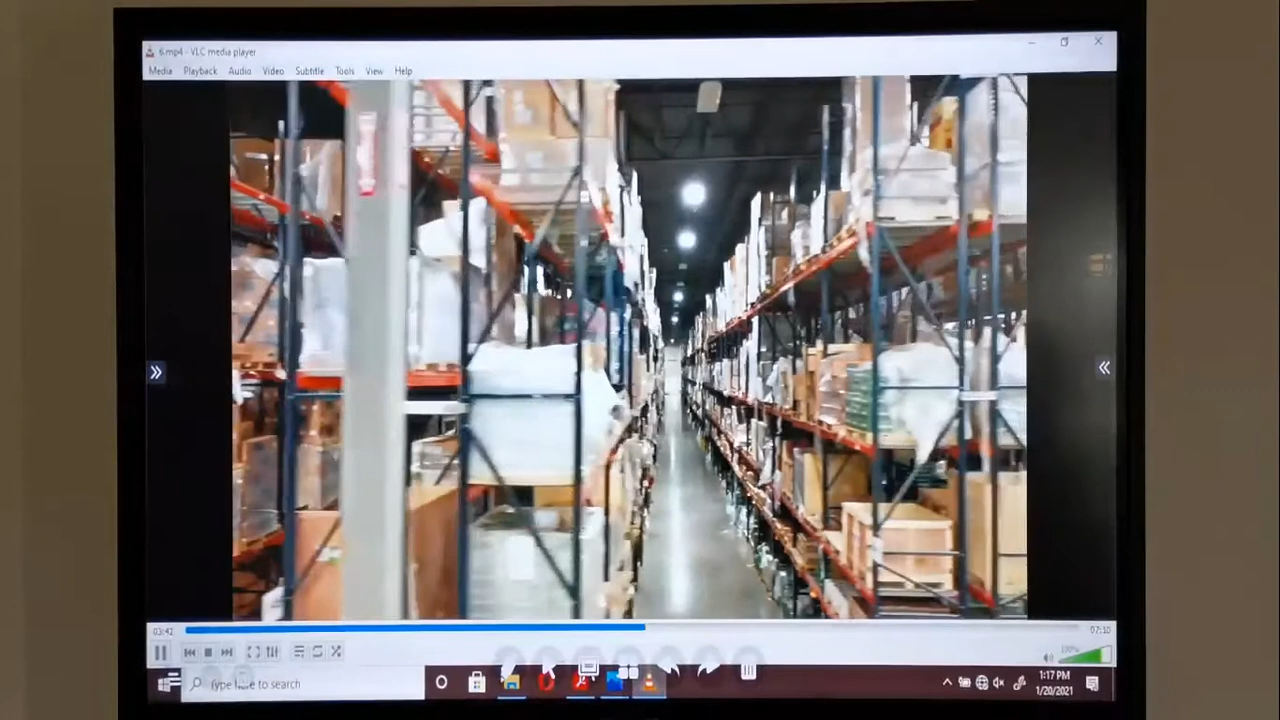 6.mp4 - VLC media player
Media Playback Audio Video Subtitle Tools View Help
03:42
07:10
100%
Type here to search
1:17 PM
1/20/2021